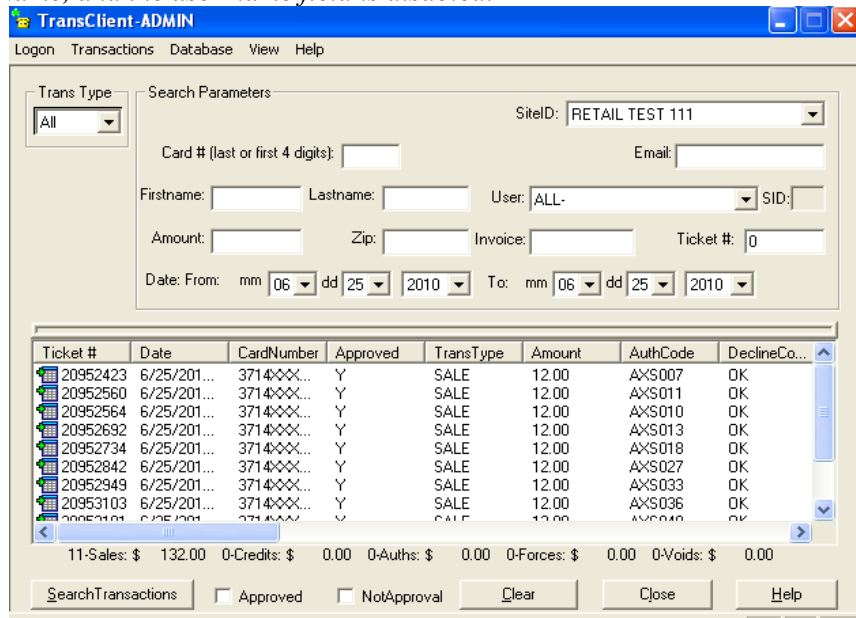 TransClient-ADMIN
Logon Transactions Database View Help
Trans Type
All
Search Parameters
SiteID: RETAIL TEST 111
Card # (last or first 4 digits): Email:
Firstname: Lastname: User: ALL- SID:
Amount: Zip: Invoice: Ticket #: 0
Date: From: mm 06 dd 25 2010 To: mm 06 dd 25 2010
Ticket # Date CardNumber Approved TransType Amount AuthCode DeclineCo...
20952423 6/25/201... 3714XXX... Y SALE 12.00 AXS007 OK
20952560 6/25/201... 3714XXX... Y SALE 12.00 AXS011 OK
20952564 6/25/201... 3714XXX... Y SALE 12.00 AXS010 OK
20952692 6/25/201... 3714XXX... Y SALE 12.00 AXS013 OK
20952734 6/25/201... 3714XXX... Y SALE 12.00 AXS018 OK
20952842 6/25/201... 3714XXX... Y SALE 12.00 AXS027 OK
20952949 6/25/201... 3714XXX... Y SALE 12.00 AXS033 OK
20953103 6/25/201... 3714XXX... Y SALE 12.00 AXS036 OK
11-Sales: $ 132.00 0-Credits: $ 0.00 0-Auths: $ 0.00 0-Forces: $ 0.00 0-Voids: $ 0.00
SearchTransactions Approved NotApproval Clear Close Help